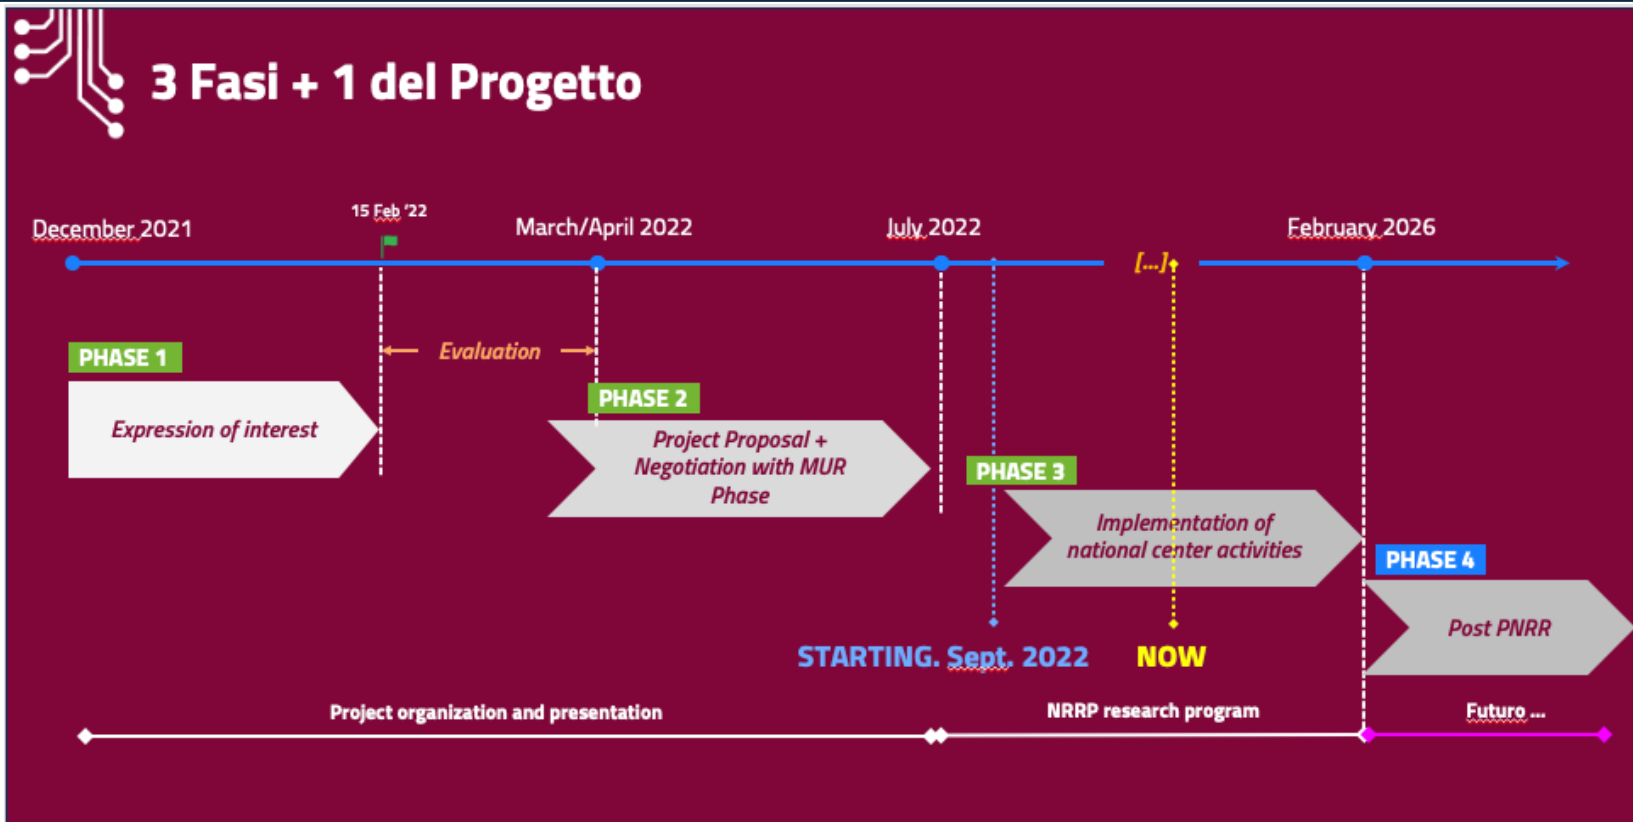 3 Fasi + 1 del Progetto
December 2021
15 Feb '22
March/April 2022
July 2022
[...]
February 2026
PHASE 1
Evaluation
Expression of interest
PHASE 2
Project Proposal +
Negotiation with MUR
Phase
PHASE 3
Implementation of
national center activities
PHASE 4
Post PNRR
STARTING. Sept. 2022
NOW
Project organization and presentation
NRRP research program
Futuro ...